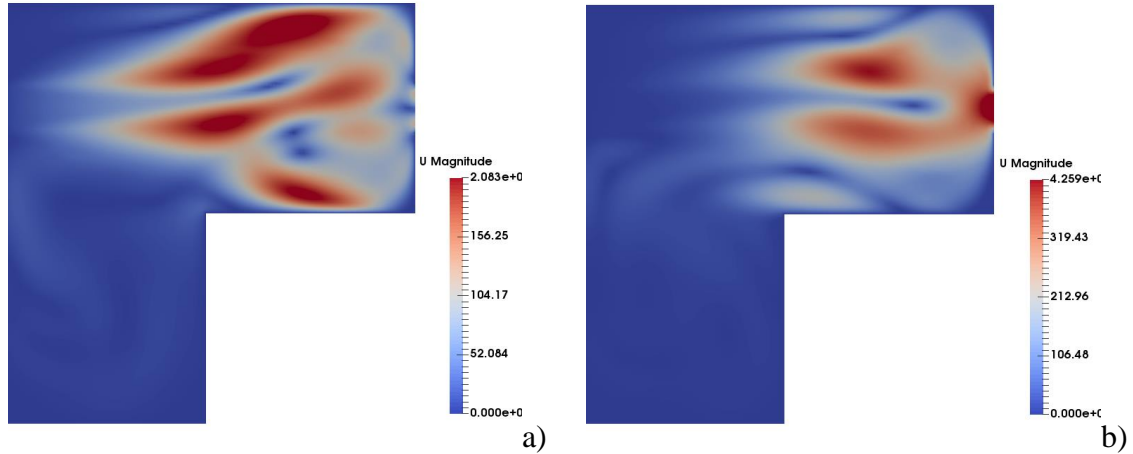 U Magnitude
2.083e+0
156.25
104.17
52.084
0.000e+0
a)
U Magnitude
4.259e+0
319.43
212.96
106.48
0.000e+0
b)